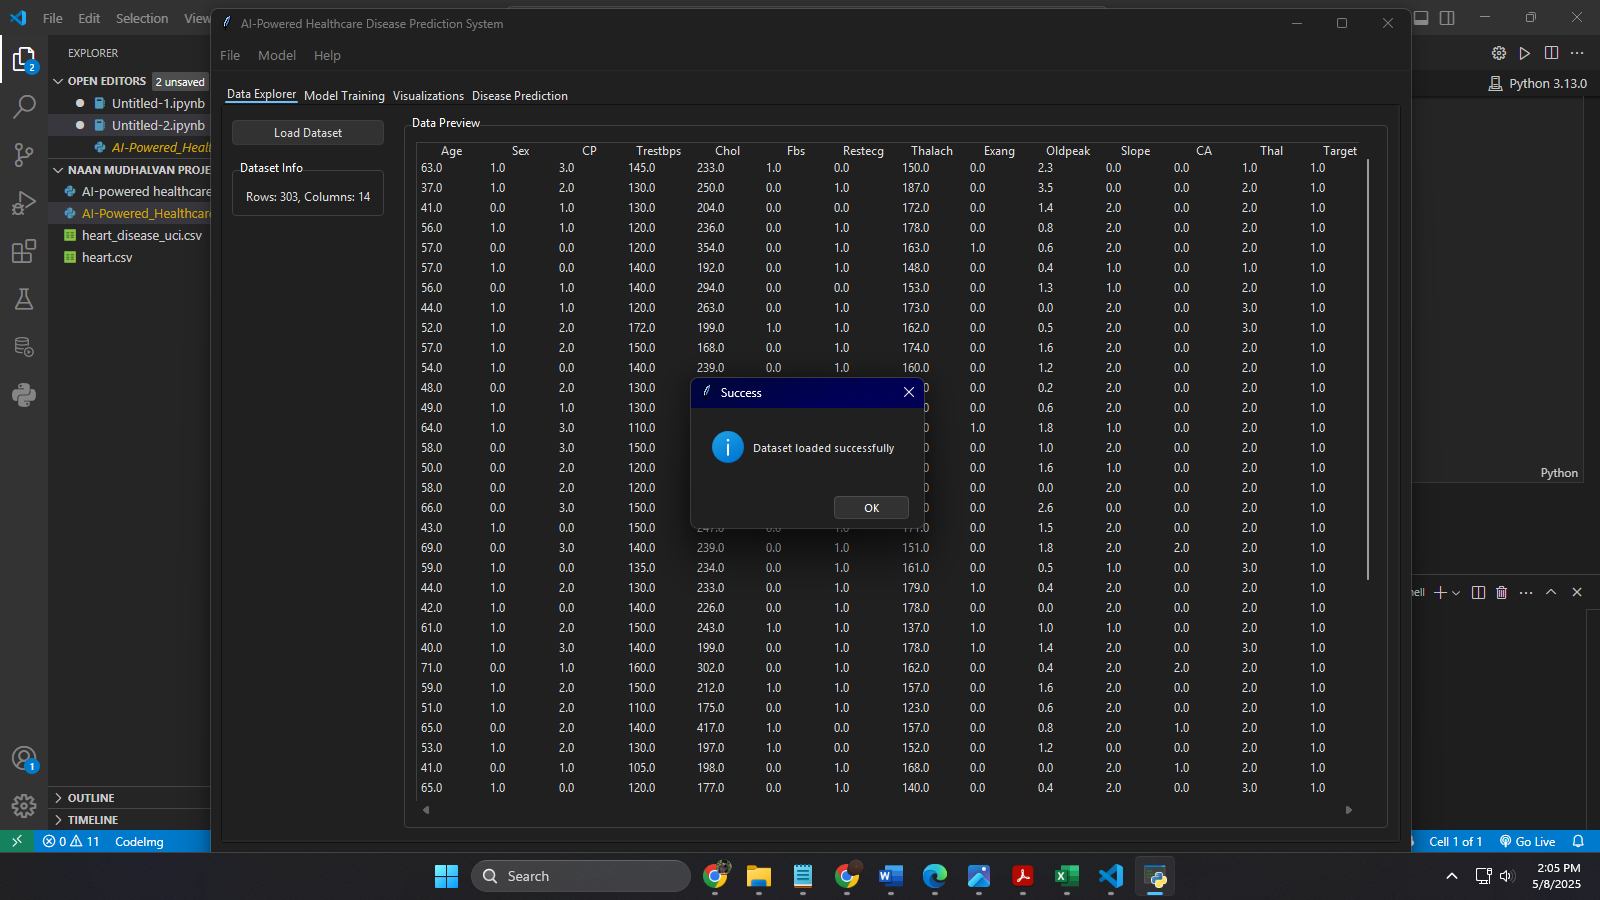 File Edit Selection View
AI-Powered Healthcare Disease Prediction System
File Model Help
EXPLORER
OPEN EDITORS 2 unsaved
Untitled-1.ipynb
Untitled-2.ipynb
AI-Powered_Healt
NAAN MUDHALVAN PROJE
AI-powered healthcare
AI-Powered_Healthcare
heart_disease_uci.csv
heart.csv
OUTLINE
TIMELINE
Data Explorer Model Training Visualizations Disease Prediction
Load Dataset
Dataset Info
Rows: 303, Columns: 14
Data Preview
Age Sex CP Trestbps Chol Fbs Restecg Thalach Exang Oldpeak Slope CA Thal Target
63.0 1.0 3.0 145.0 233.0 1.0 0.0 150.0 0.0 2.3 0.0 0.0 1.0 1.0
37.0 1.0 2.0 130.0 250.0 0.0 1.0 187.0 0.0 3.5 0.0 0.0 2.0 1.0
41.0 0.0 1.0 130.0 204.0 0.0 0.0 172.0 0.0 1.4 2.0 0.0 2.0 1.0
56.0 1.0 1.0 120.0 236.0 0.0 1.0 178.0 0.0 0.8 2.0 0.0 2.0 1.0
57.0 0.0 0.0 120.0 354.0 0.0 1.0 163.0 1.0 0.6 2.0 0.0 2.0 1.0
57.0 1.0 0.0 140.0 192.0 0.0 1.0 148.0 0.0 0.4 1.0 0.0 1.0 1.0
56.0 0.0 1.0 140.0 294.0 0.0 0.0 153.0 0.0 1.3 1.0 0.0 2.0 1.0
44.0 1.0 1.0 120.0 263.0 0.0 1.0 173.0 0.0 0.0 2.0 0.0 3.0 1.0
52.0 1.0 2.0 172.0 199.0 1.0 1.0 162.0 0.0 0.5 2.0 0.0 3.0 1.0
57.0 1.0 2.0 150.0 168.0 0.0 1.0 174.0 0.0 1.6 2.0 0.0 2.0 1.0
54.0 1.0 0.0 140.0 239.0 0.0 1.0 160.0 0.0 1.2 2.0 0.0 2.0 1.0
48.0 0.0 2.0 130.0 0.0 0.2 2.0 0.0 2.0 1.0
49.0 1.0 1.0 130.0 0.0 0.6 2.0 0.0 2.0 1.0
64.0 1.0 3.0 110.0 1.0 1.8 1.0 0.0 2.0 1.0
58.0 0.0 3.0 150.0 0.0 1.0 2.0 0.0 2.0 1.0
50.0 0.0 2.0 120.0 0.0 1.6 1.0 0.0 2.0 1.0
58.0 0.0 2.0 120.0 0.0 0.0 2.0 0.0 2.0 1.0
66.0 0.0 3.0 150.0 0.0 2.6 0.0 0.0 2.0 1.0
43.0 1.0 0.0 150.0 247.0 0.0 1.0 171.0 0.0 1.5 2.0 0.0 2.0 1.0
69.0 0.0 3.0 140.0 239.0 0.0 1.0 151.0 0.0 1.8 2.0 2.0 2.0 1.0
59.0 1.0 0.0 135.0 234.0 0.0 1.0 161.0 0.0 0.5 1.0 0.0 3.0 1.0
44.0 1.0 2.0 130.0 233.0 0.0 1.0 179.0 1.0 0.4 2.0 0.0 2.0 1.0
42.0 1.0 0.0 140.0 226.0 0.0 1.0 178.0 0.0 0.0 2.0 0.0 2.0 1.0
61.0 1.0 2.0 150.0 243.0 1.0 1.0 137.0 1.0 1.0 1.0 0.0 2.0 1.0
40.0 1.0 3.0 140.0 199.0 0.0 1.0 178.0 1.0 1.4 2.0 0.0 3.0 1.0
71.0 0.0 1.0 160.0 302.0 0.0 1.0 162.0 0.0 0.4 2.0 2.0 2.0 1.0
59.0 1.0 2.0 150.0 212.0 1.0 1.0 157.0 0.0 1.6 2.0 0.0 2.0 1.0
51.0 1.0 2.0 110.0 175.0 0.0 1.0 123.0 0.0 0.6 2.0 0.0 2.0 1.0
65.0 0.0 2.0 140.0 417.0 1.0 0.0 157.0 0.0 0.8 2.0 1.0 2.0 1.0
53.0 1.0 2.0 130.0 197.0 1.0 0.0 152.0 0.0 1.2 0.0 0.0 2.0 1.0
41.0 0.0 1.0 105.0 198.0 0.0 1.0 168.0 0.0 0.0 2.0 1.0 2.0 1.0
65.0 1.0 0.0 120.0 177.0 0.0 1.0 140.0 0.0 0.4 2.0 0.0 3.0 1.0
Success
Dataset loaded successfully
OK
Python 3.13.0
Python
ell
2
1
0 11 CodeImg
Cell 1 of 1 Go Live
Search
2:05 PM
5/8/2025